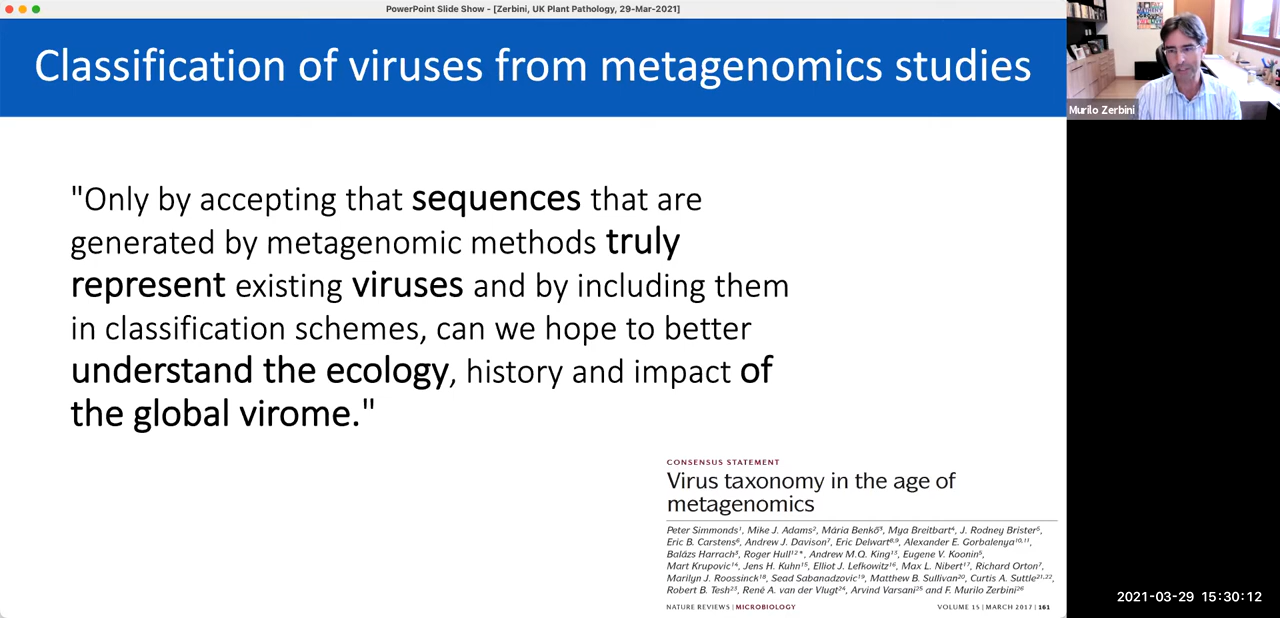 PowerPoint Slide Show - [Zerbini, UK Plant Pathology, 29-Mar-2021]
Classification of viruses from metagenomics studies
Murilo Zerbini
"Only by accepting that sequences that are
generated by metagenomic methods truly
represent existing viruses and by including them
in classification schemes, can we hope to better
understand the ecology, history and impact of
the global virome."
CONSENSUS STATEMENT
Virus taxonomy in the age of
metagenomics
Peter Simmonds¹, Mike J. Adams², Mária Benkő³, Mya Breitbart⁴, J. Rodney Brister⁵,
Eric B. Carstens⁶, Andrew J. Davison⁷, Eric Delwart⁸,⁹, Alexander E. Gorbalenya¹⁰,¹¹,
Balázs Harrach³, Roger Hull¹²*, Andrew M.Q. King¹³, Eugene V. Koonin⁵,
Mart Krupovic¹⁴, Jens H. Kuhn¹⁵, Elliot J. Lefkowitz¹⁶, Max L. Nibert¹⁷, Richard Orton⁷,
Marilyn J. Roossinck¹⁸, Sead Sabanadzovic¹⁹, Matthew B. Sullivan²⁰, Curtis A. Suttle²¹,²²,
Robert B. Tesh²³, René A. van der Vlugt²⁴, Arvind Varsani²⁵ and F. Murilo Zerbini²⁶
NATURE REVIEWS | MICROBIOLOGY VOLUME 15 | MARCH 2017 | 161
2021-03-29 15:30:12